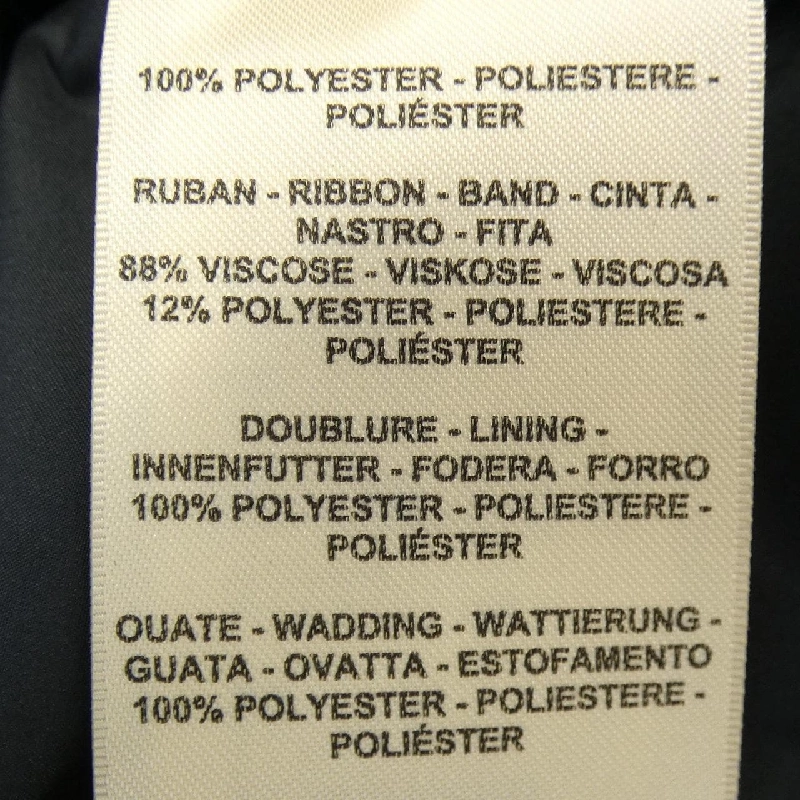 100% POLYESTER - POLIESTERE -
POLIÉSTER
RUBAN - RIBBON - BAND - CINTA -
NASTRO - FITA
88% VISCOSE - VISKOSE - VISCOSA
12% POLYESTER - POLIESTERE -
POLIÉSTER
DOUBLURE - LINING -
INNENFUTTER - FODERA - FORRO
100% POLYESTER - POLIESTERE -
POLIÉSTER
OUATE - WADDING - WATTIERUNG -
GUATA - OVATTA - ESTOFAMENTO
100% POLYESTER - POLIESTERE -
POLIÉSTER